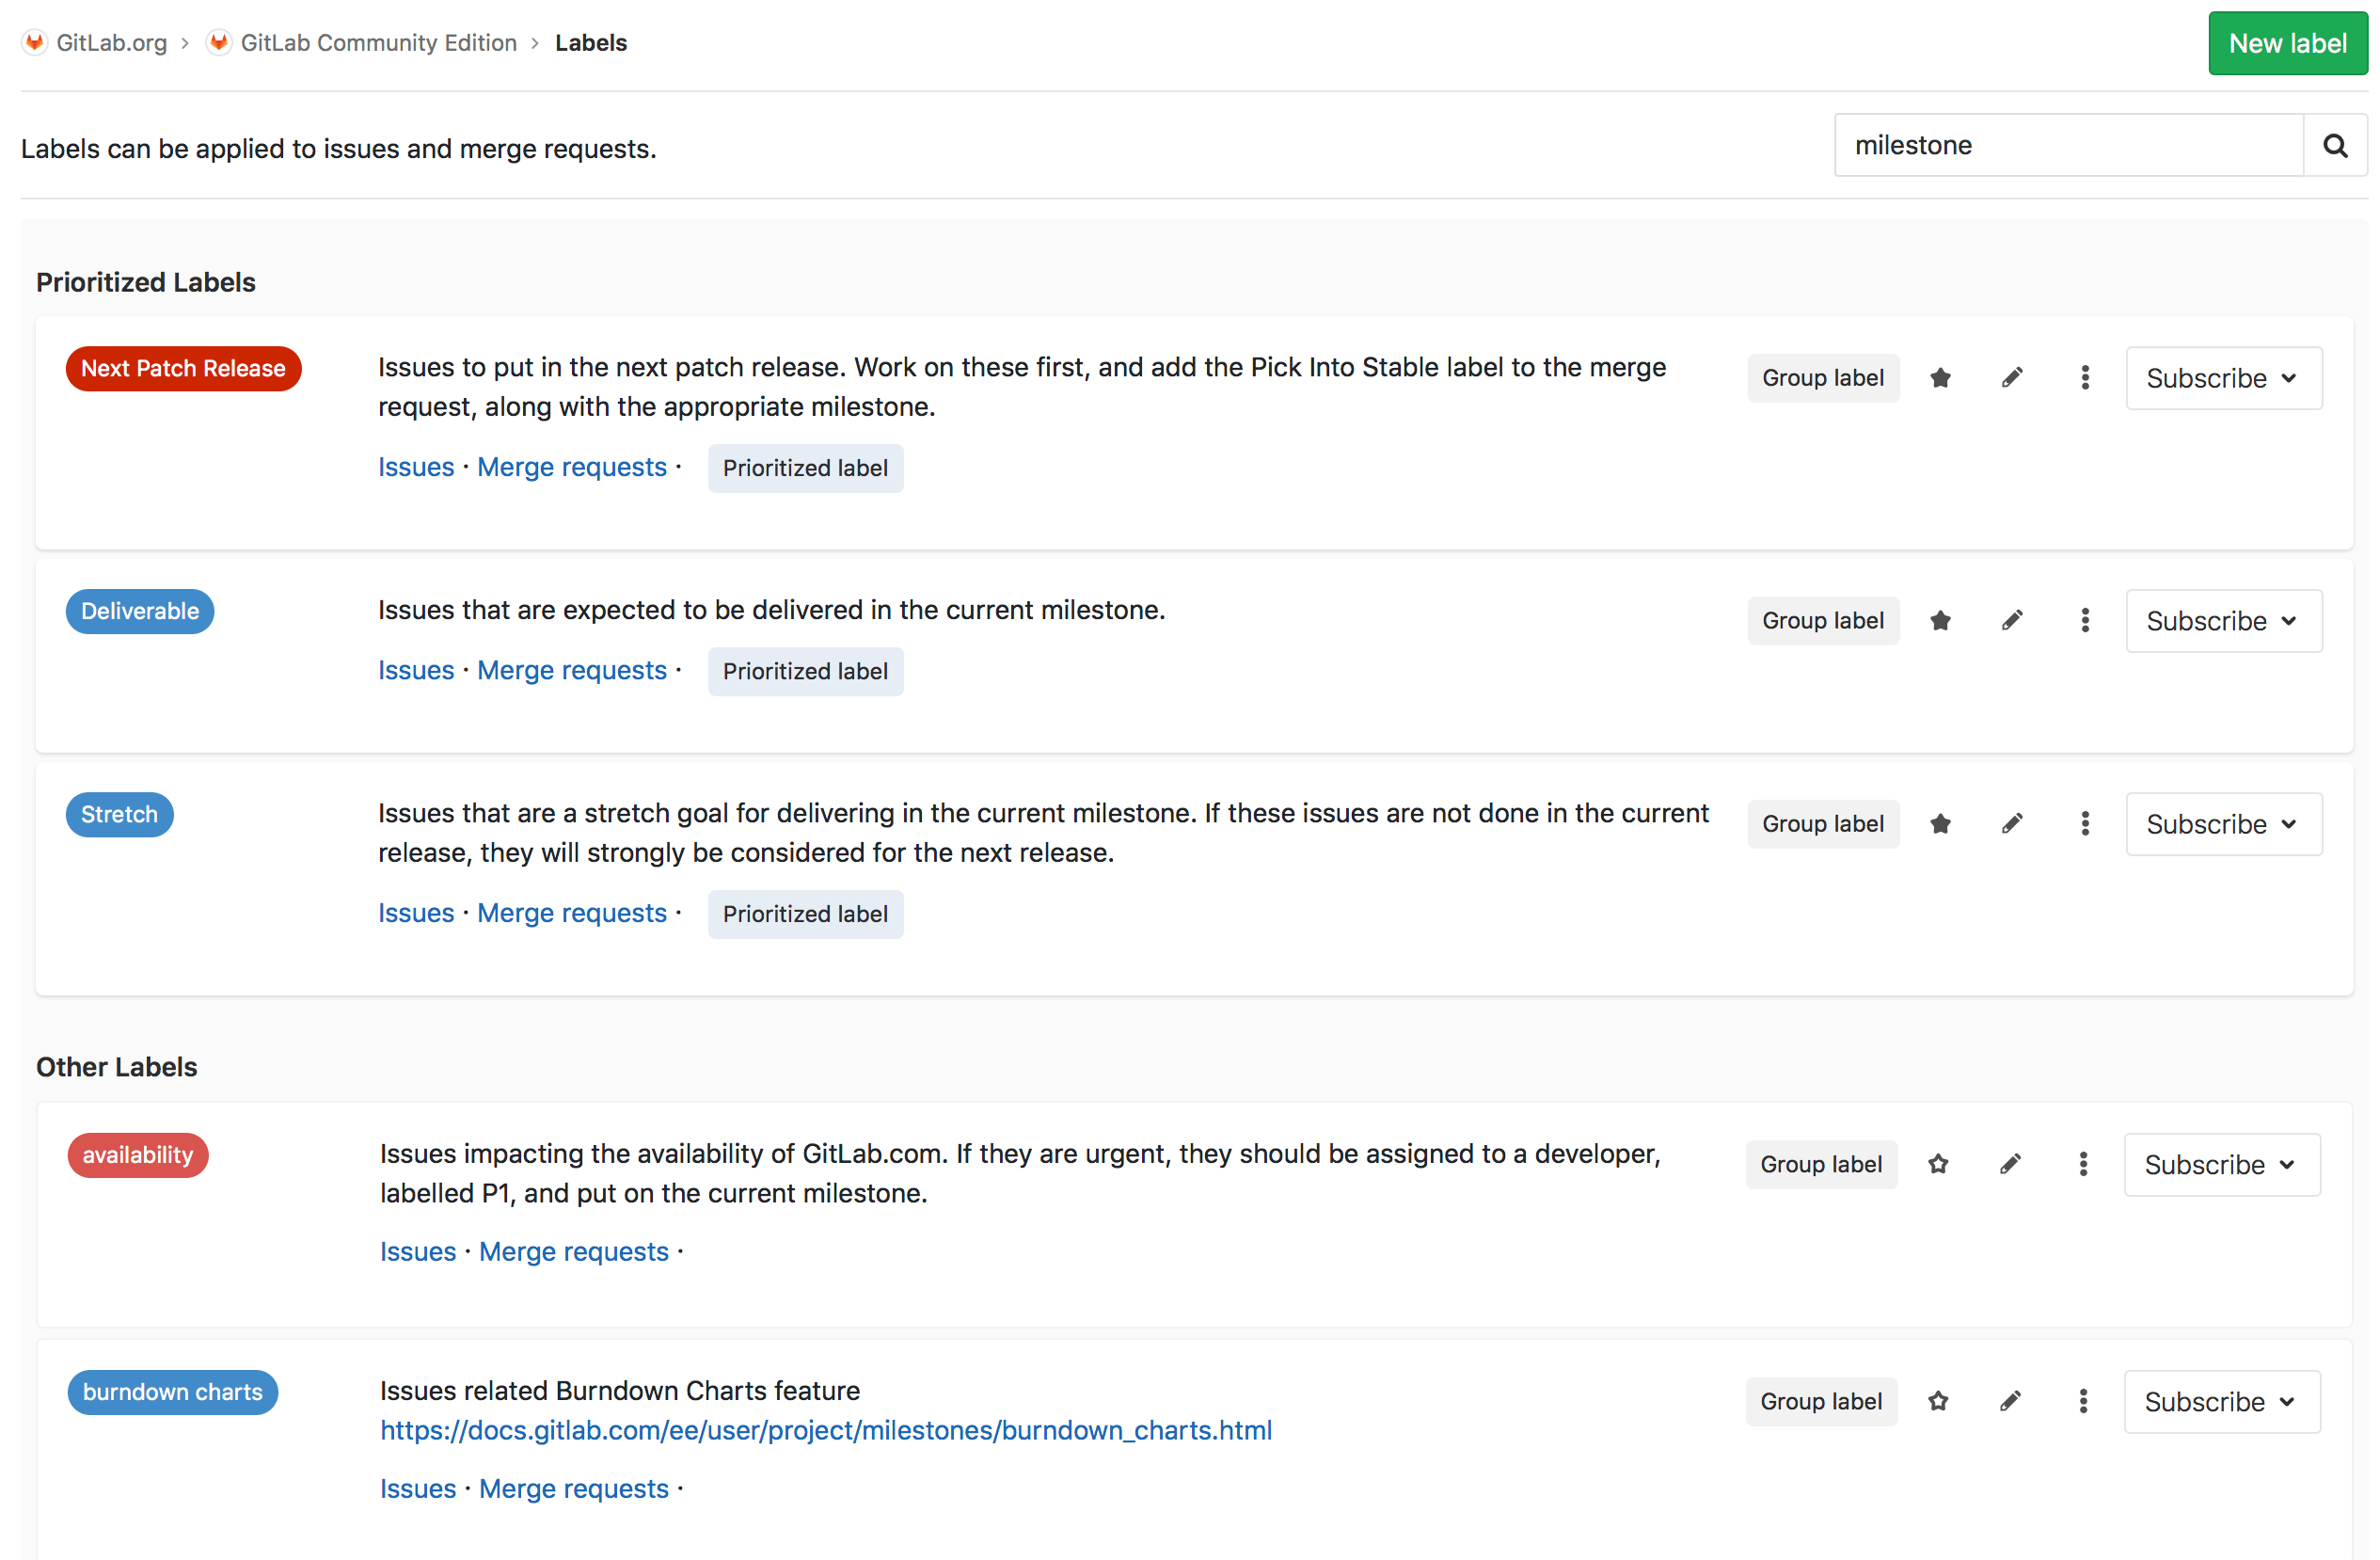 GitLab.org › GitLab Community Edition › Labels
New label
Labels can be applied to issues and merge requests.
milestone
Prioritized Labels
Next Patch Release
Issues to put in the next patch release. Work on these first, and add the Pick Into Stable label to the merge
request, along with the appropriate milestone.
Group label
Subscribe
Issues · Merge requests · Prioritized label
Deliverable
Issues that are expected to be delivered in the current milestone.
Group label
Subscribe
Issues · Merge requests · Prioritized label
Stretch
Issues that are a stretch goal for delivering in the current milestone. If these issues are not done in the current
release, they will strongly be considered for the next release.
Group label
Subscribe
Issues · Merge requests · Prioritized label
Other Labels
availability
Issues impacting the availability of GitLab.com. If they are urgent, they should be assigned to a developer,
labelled P1, and put on the current milestone.
Group label
Subscribe
Issues · Merge requests ·
burndown charts
Issues related Burndown Charts feature
https://docs.gitlab.com/ee/user/project/milestones/burndown_charts.html
Group label
Subscribe
Issues · Merge requests ·